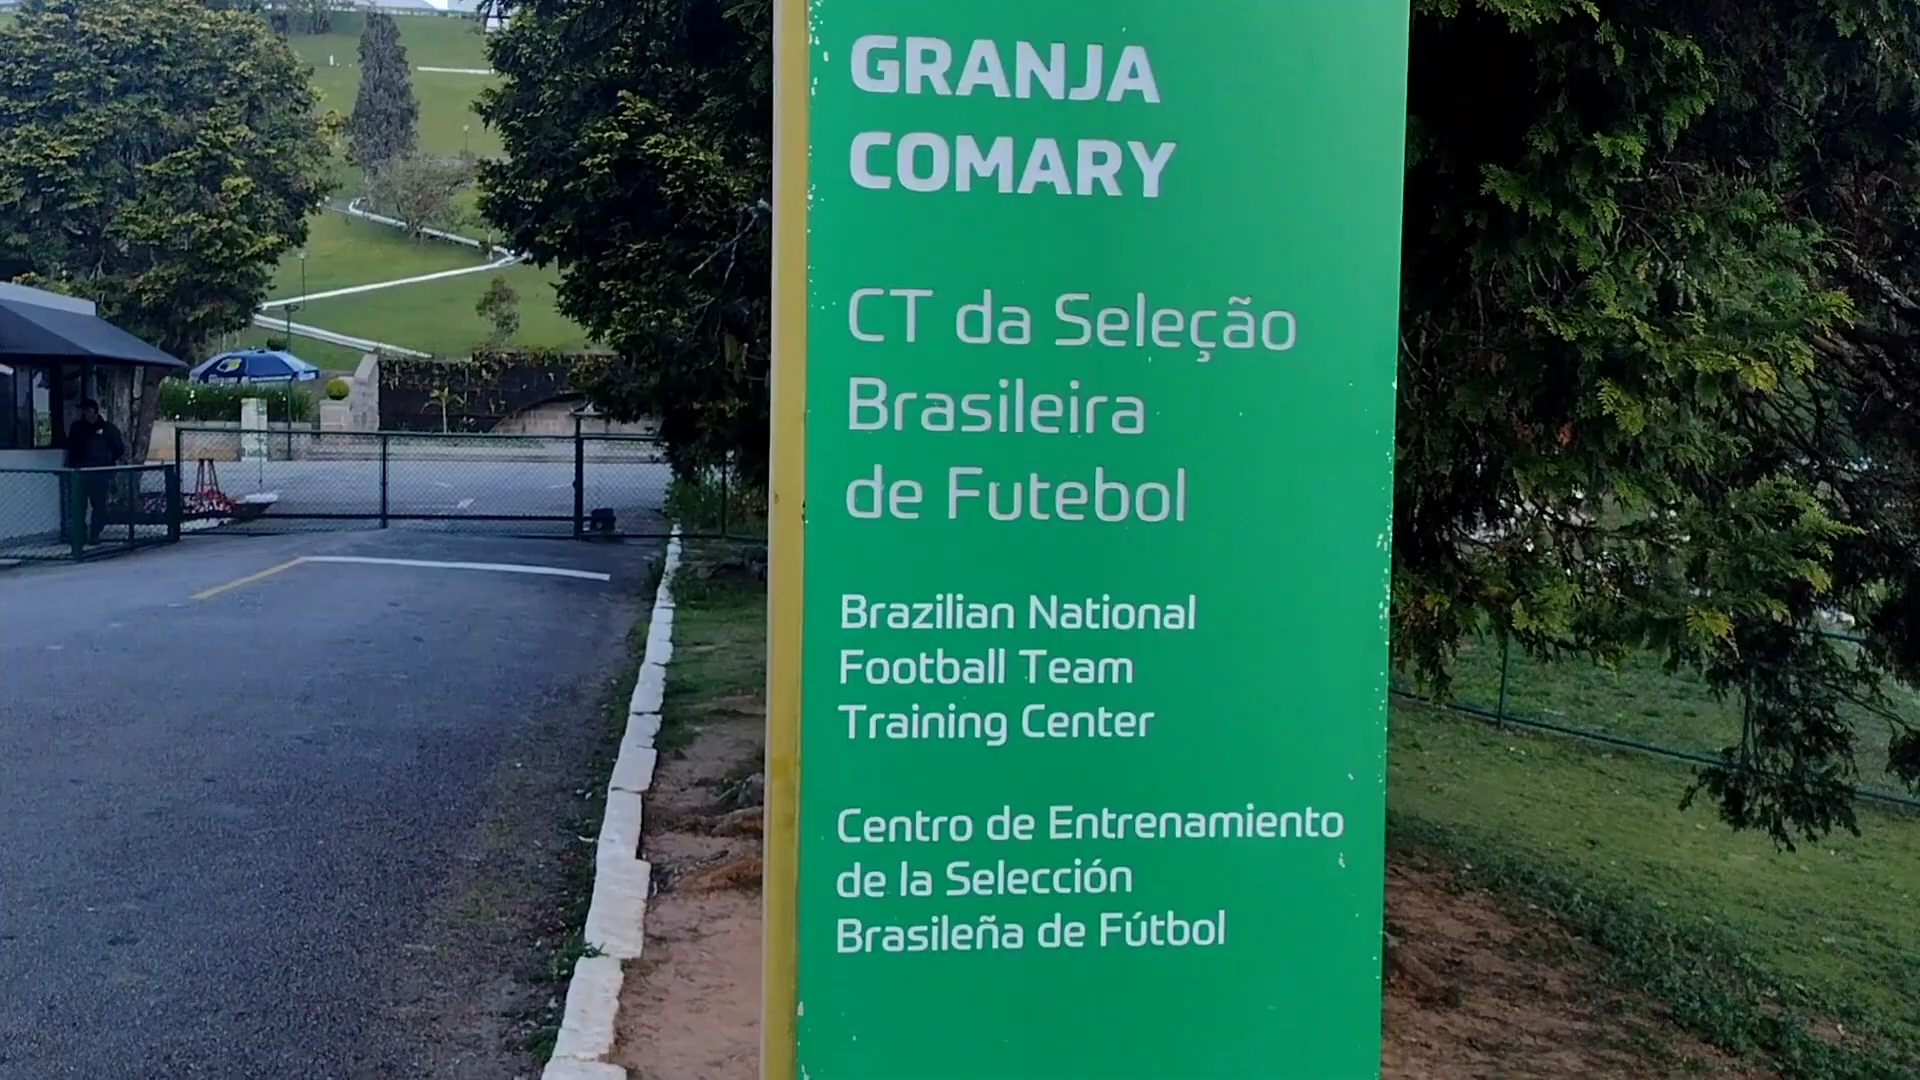 GRANJA
COMARY
CT da Seleção
Brasileira
de Futebol
Brazilian National
Football Team
Training Center
Centro de Entrenamiento
de la Selección
Brasileña de Fútbol